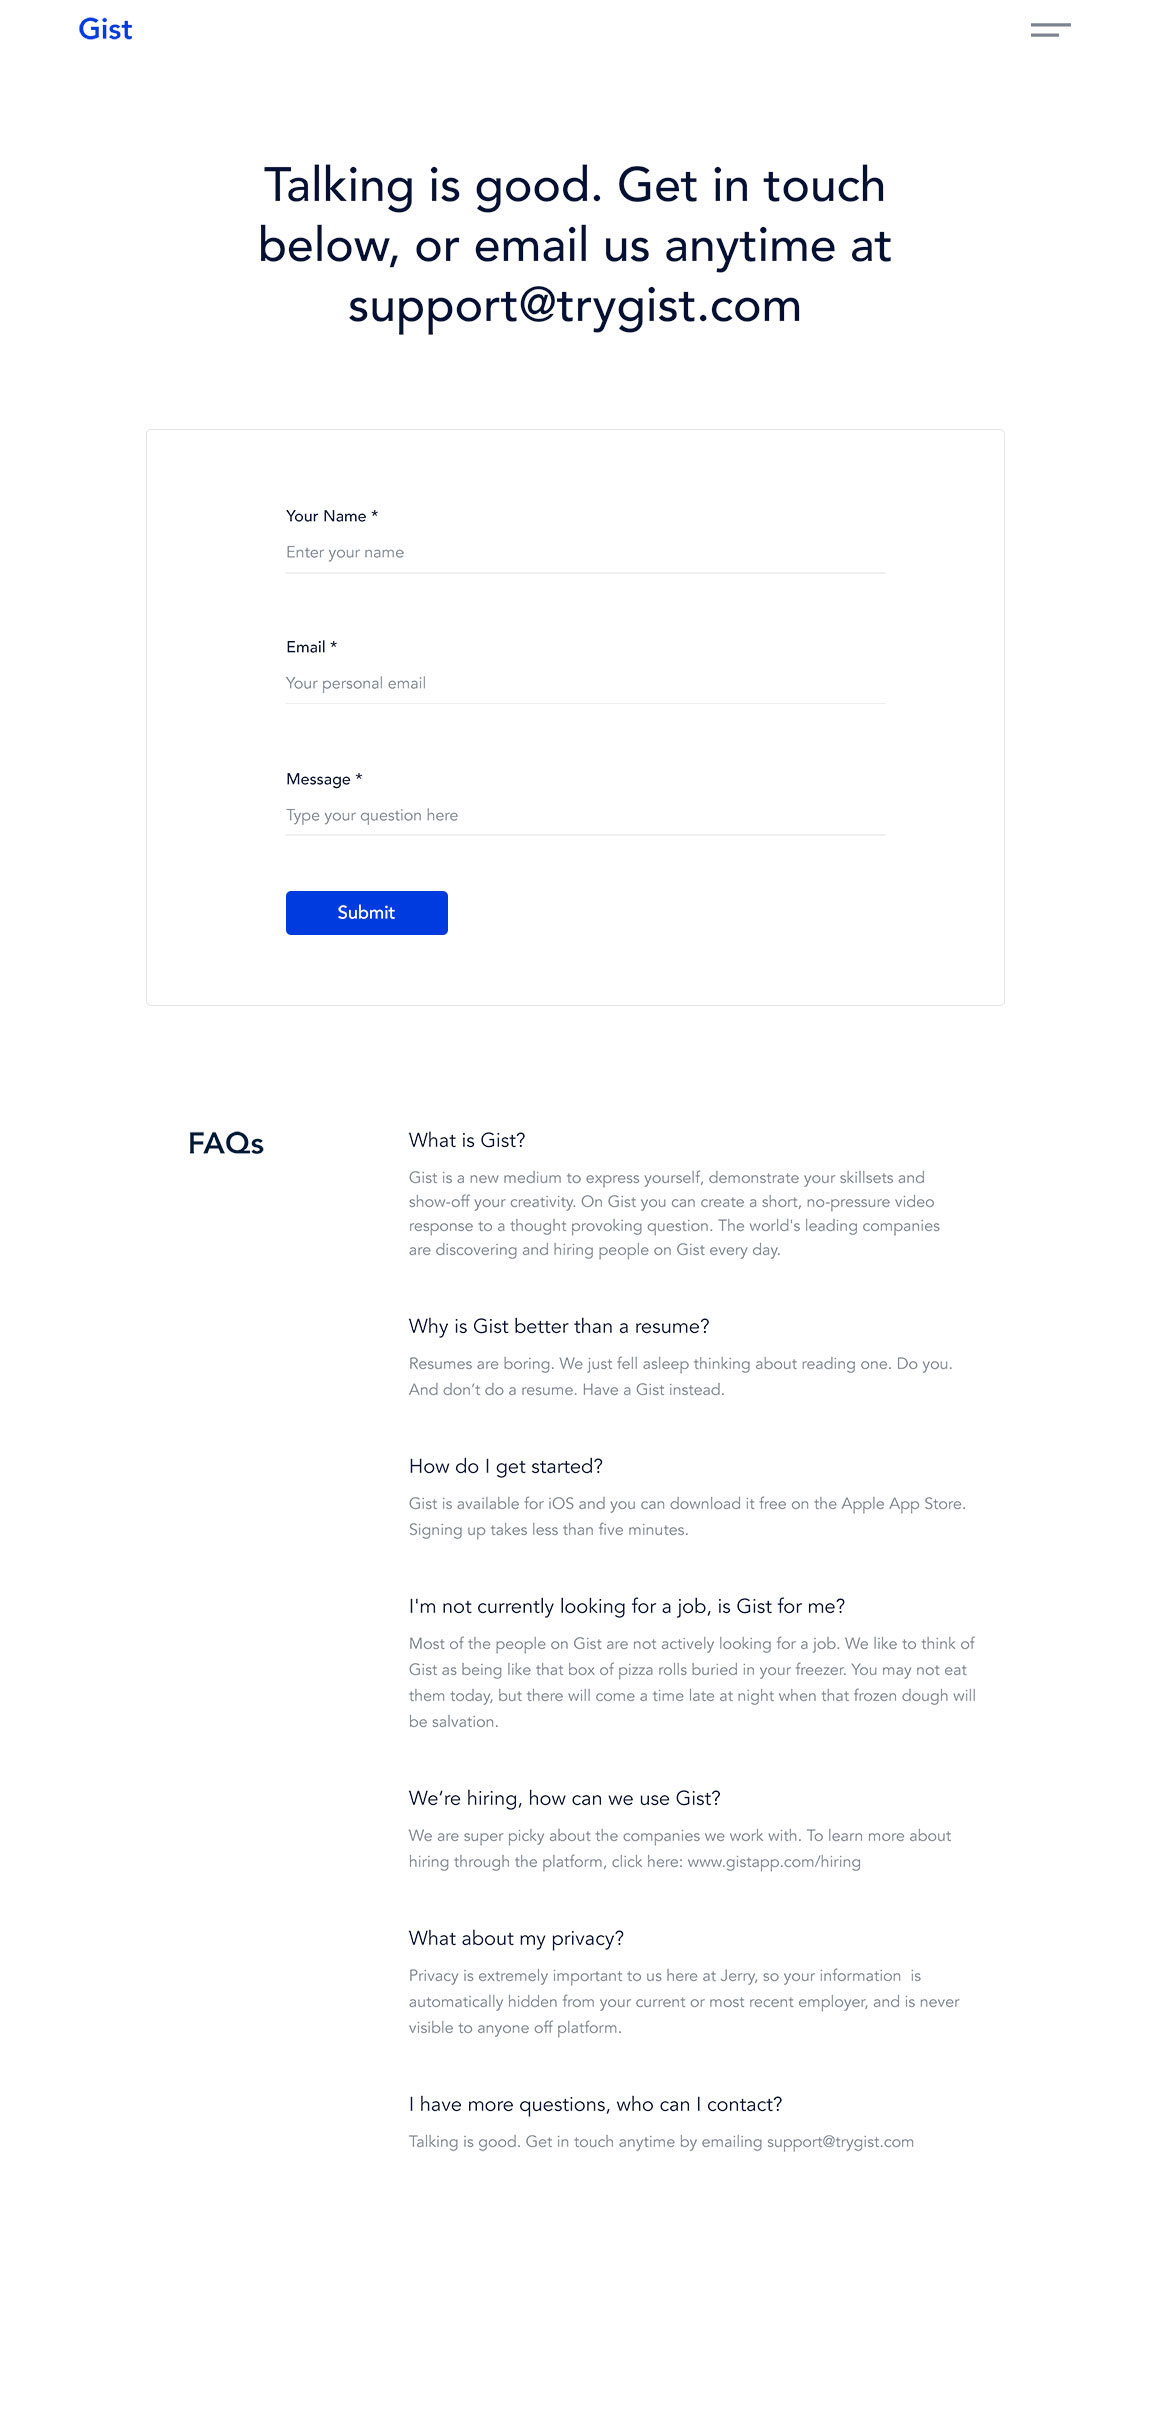 Gist
Talking is good. Get in touch
below, or email us anytime at
support@trygist.com
Your Name *
Enter your name
Email *
Your personal email
Message *
Type your question here
Submit
FAQs
What is Gist?
Gist is a new medium to express yourself, demonstrate your skillsets and
show-off your creativity. On Gist you can create a short, no-pressure video
response to a thought provoking question. The world's leading companies
are discovering and hiring people on Gist every day.
Why is Gist better than a resume?
Resumes are boring. We just fell asleep thinking about reading one. Do you.
And don’t do a resume. Have a Gist instead.
How do I get started?
Gist is available for iOS and you can download it free on the Apple App Store.
Signing up takes less than five minutes.
I'm not currently looking for a job, is Gist for me?
Most of the people on Gist are not actively looking for a job. We like to think of
Gist as being like that box of pizza rolls buried in your freezer. You may not eat
them today, but there will come a time late at night when that frozen dough will
be salvation.
We’re hiring, how can we use Gist?
We are super picky about the companies we work with. To learn more about
hiring through the platform, click here: www.gistapp.com/hiring
What about my privacy?
Privacy is extremely important to us here at Jerry, so your information  is
automatically hidden from your current or most recent employer, and is never
visible to anyone off platform.
I have more questions, who can I contact?
Talking is good. Get in touch anytime by emailing support@trygist.com